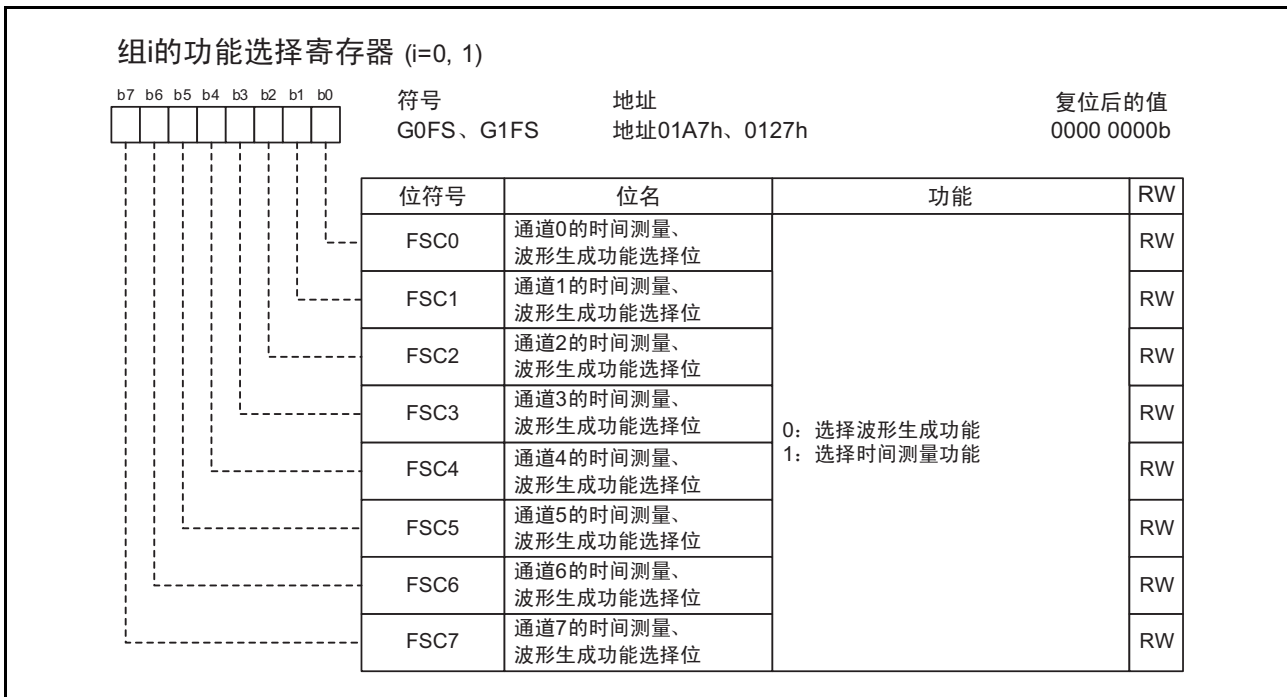 组i的功能选择寄存器 (i=0, 1)
b7 b6 b5 b4 b3 b2 b1 b0
符号 地址 复位后的值
G0FS、G1FS 地址01A7h、0127h 0000 0000b
位符号 位名 功能 RW
FSC0 通道0的时间测量、
波形生成功能选择位 RW
FSC1 通道1的时间测量、
波形生成功能选择位 RW
FSC2 通道2的时间测量、
波形生成功能选择位 RW
FSC3 通道3的时间测量、
波形生成功能选择位 RW
0：选择波形生成功能
1：选择时间测量功能
FSC4 通道4的时间测量、
波形生成功能选择位 RW
FSC5 通道5的时间测量、
波形生成功能选择位 RW
FSC6 通道6的时间测量、
波形生成功能选择位 RW
FSC7 通道7的时间测量、
波形生成功能选择位 RW